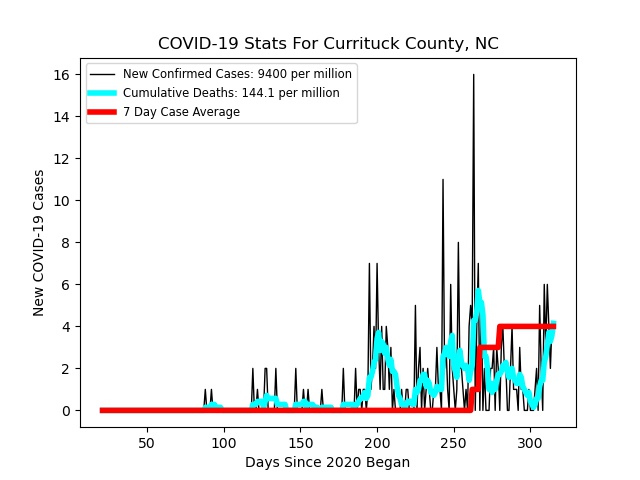 COVID-19 Stats For Currituck County, NC
New Confirmed Cases: 9400 per million
Cumulative Deaths: 144.1 per million
7 Day Case Average
16
14
12
10
8
6
4
2
0
New COVID-19 Cases
50 100 150 200 250 300
Days Since 2020 Began